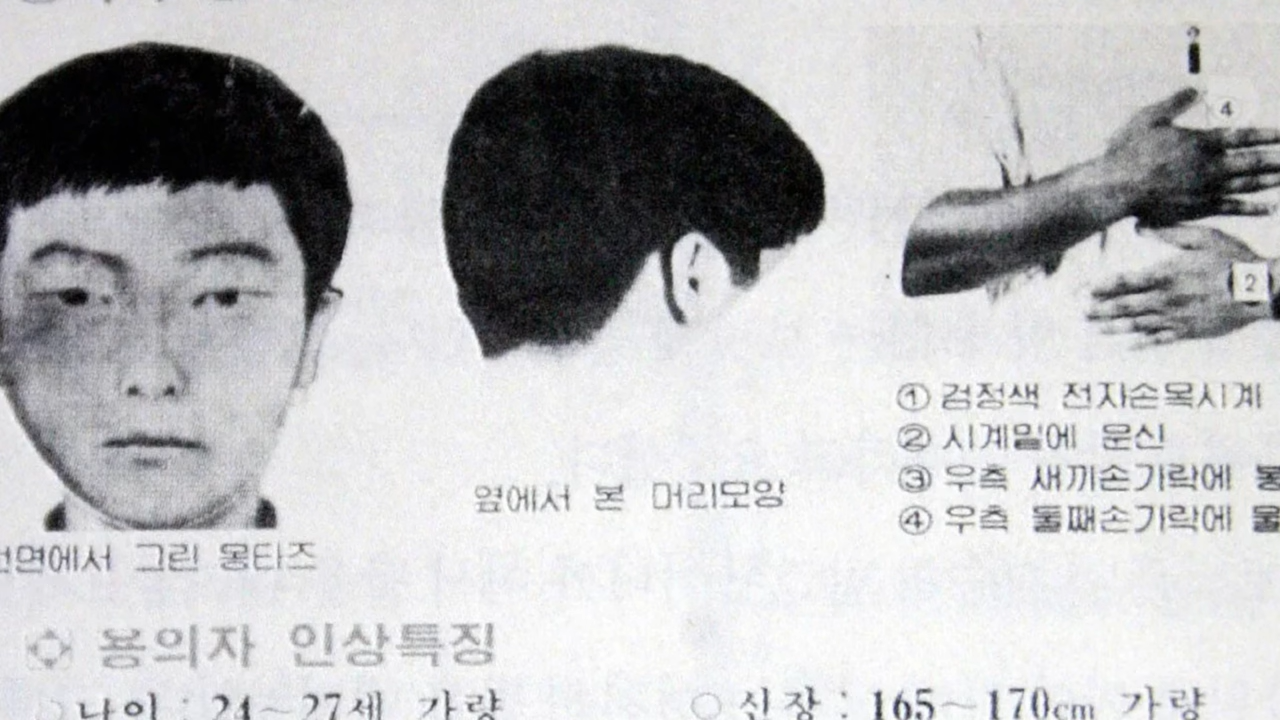 4
2
① 검정색 전자손목시계
② 시계밑에 문신
③ 우측 새끼손가락에
④ 우측 둘째손가락에
옆에서 본 머리모양
그린 몽타즈
용의자 인상특징
○ 나이 : 24~27세 가량
○ 신장 : 165~170cm 가량